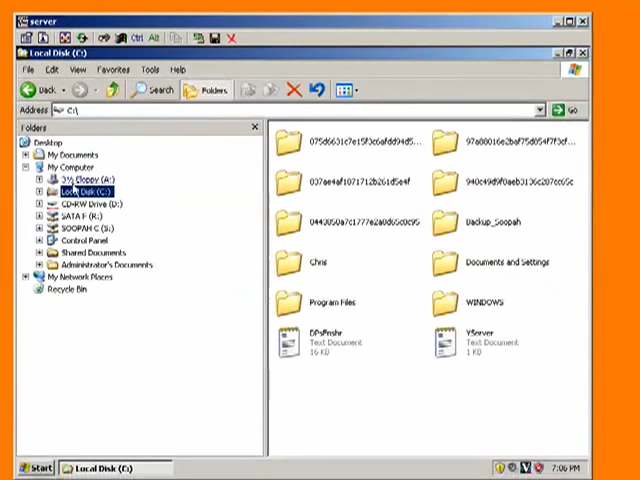 server
Ctrl Alt
Local Disk (C:)
File Edit View Favorites Tools Help
Back Search Folders
Address C:\ Go
Folders
Desktop
My Documents
My Computer
3½ Floppy (A:)
Local Disk (C:)
CD-RW Drive (D:)
SATA F (R:)
SOOPAH C (S:)
Control Panel
Shared Documents
Administrator's Documents
My Network Places
Recycle Bin
Backup_Soopah
Chris
Documents and Settings
Program Files
WINDOWS
Text Document
16 KB
YServer
Text Document
1 KB
Start
Local Disk (C:)
7:06 PM